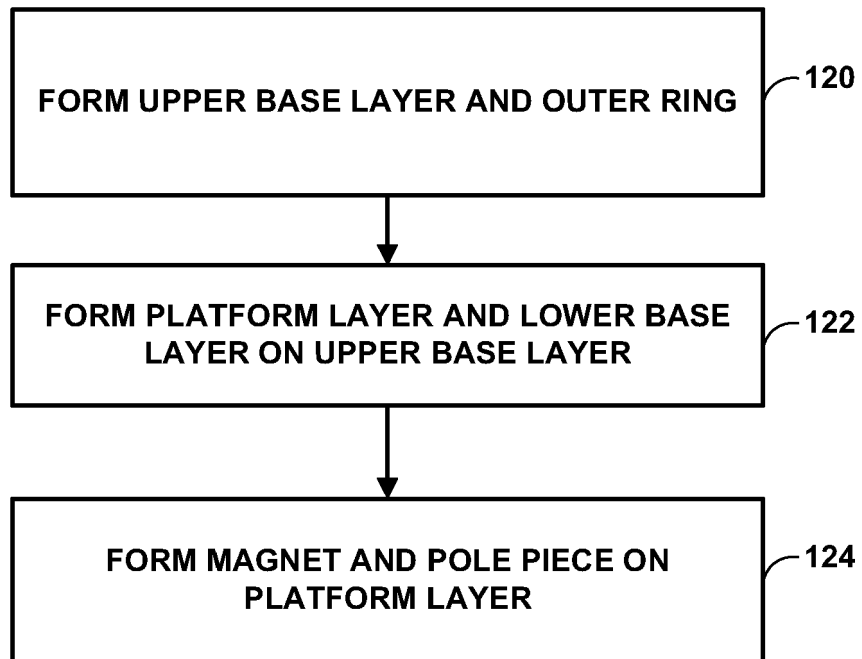 FORM UPPER BASE LAYER AND OUTER RING
120
FORM PLATFORM LAYER AND LOWER BASE
LAYER ON UPPER BASE LAYER
122
FORM MAGNET AND POLE PIECE ON
PLATFORM LAYER
124